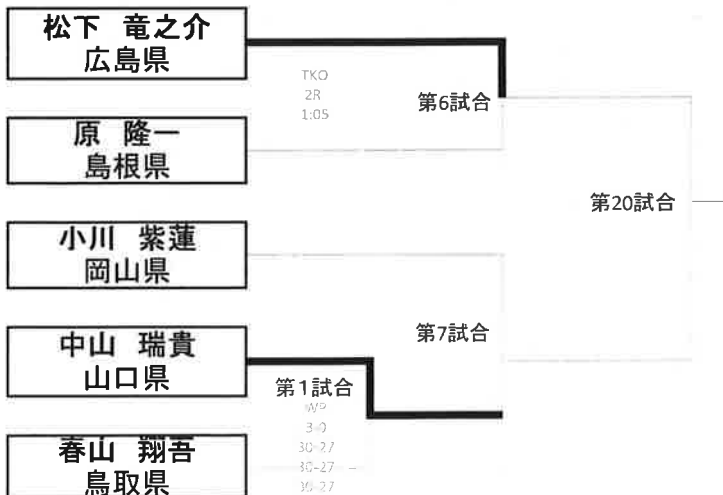 松下 竜之介
広島県
TKO
2R
1:05
第6試合
原 隆一
島根県
第20試合
小川 紫蓮
岡山県
第7試合
中山 瑞貴
山口県
第1試合
WP
3-0
30-27
30-27
30-27
春山 翔吾
鳥取県